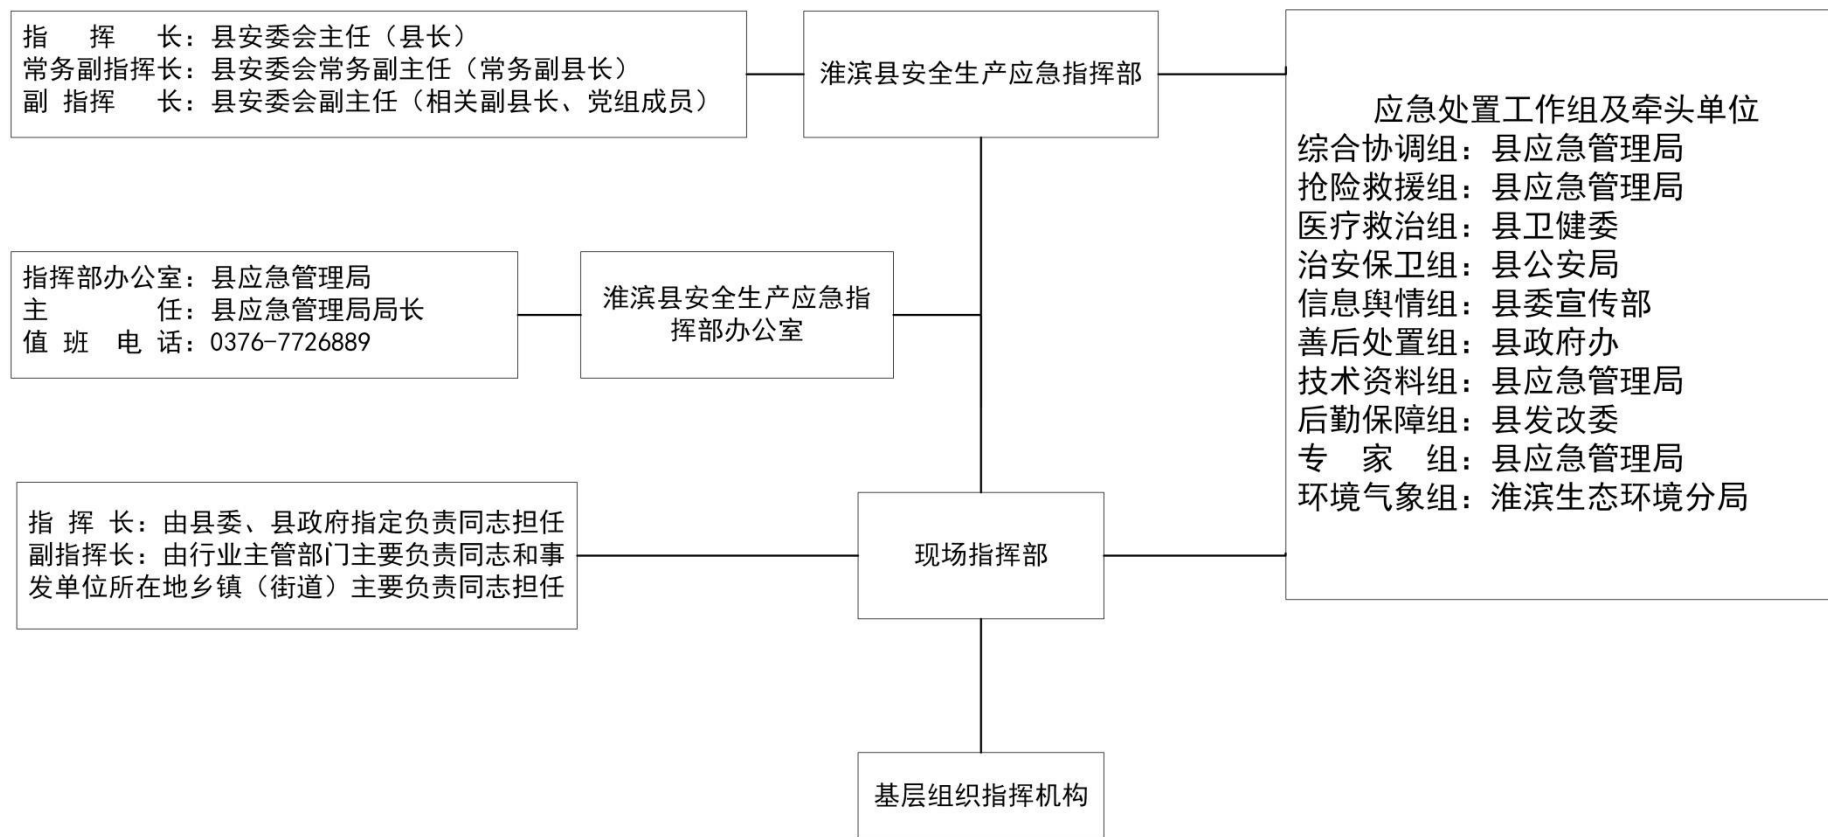 指 挥 长：县安委会主任（县长）
常务副指挥长：县安委会常务副主任（常务副县长）
副 指挥 长：县安委会副主任（相关副县长、党组成员）
淮滨县安全生产应急指挥部
应急处置工作组及牵头单位
综合协调组：县应急管理局
抢险救援组：县应急管理局
医疗救治组：县卫健委
治安保卫组：县公安局
信息舆情组：县委宣传部
善后处置组：县政府办
技术资料组：县应急管理局
后勤保障组：县发改委
专 家 组：县应急管理局
环境气象组：淮滨生态环境分局
指挥部办公室：县应急管理局
主 任：县应急管理局局长
值 班 电 话：0376-7726889
淮滨县安全生产应急指
挥部办公室
指 挥 长：由县委、县政府指定负责同志担任
副指挥长：由行业主管部门主要负责同志和事
发单位所在地乡镇（街道）主要负责同志担任
现场指挥部
基层组织指挥机构